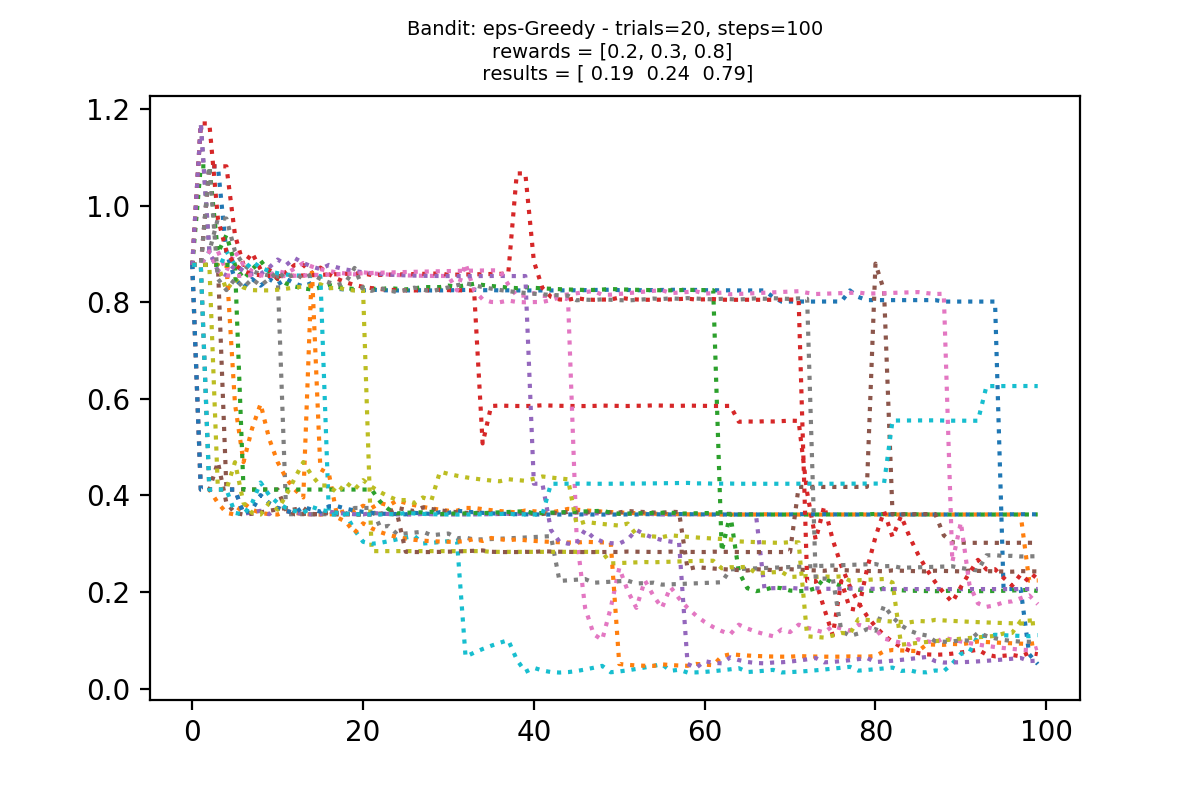 Bandit: eps-Greedy - trials=20, steps=100
rewards = [0.2, 0.3, 0.8]
results = [ 0.19  0.24  0.79]
1.2
1.0
0.8
0.6
0.4
0.2
0.0
0 20 40 60 80 100